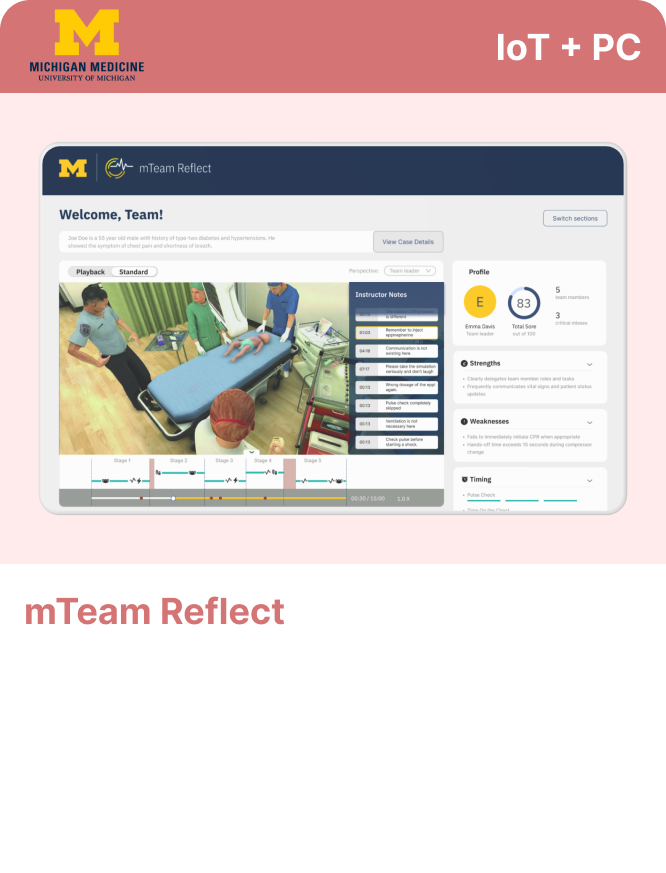 M
MICHIGAN MEDICINE
UNIVERSITY OF MICHIGAN
IoT + PC
M
mTeam Reflect
Welcome, Team!
Switch sections
Joe Doe is a 55 year old male with history of type two diabetes and hypertensions. He
showed the symptom of chest pain and shortness of breath.
View Case Details
Playback
Standard
Perspective:
Team leader
Instructor Notes
is different
01:03
Remember to inject
04:18
Communication is not
existing here.
07:17
Please take the simulation
seriously and don't laugh
00:13
Wrong dosage of the
again.
00:13
Pulse check completely
skipped.
00:13
Ventilation is not
necessary here
00:13
Check pulse before
starting a shock.
Stage 1
Stage 2
Stage 3
Stage 4
Stage 5
00:30 / 15:00
1.0 X
Profile
E
Emma Davis
Team leader
83
Total Sore
out of 100
5
team members
3
critical misses
Strengths
Clearly delegates team member roles and tasks
Frequently communicates vital signs and patient status
updates
Weaknesses
Fails to immediately initiate CPR when appropriate
Hands-off time exceeds 10 seconds during compressor
change
Timing
Pulse Check
mTeam Reflect